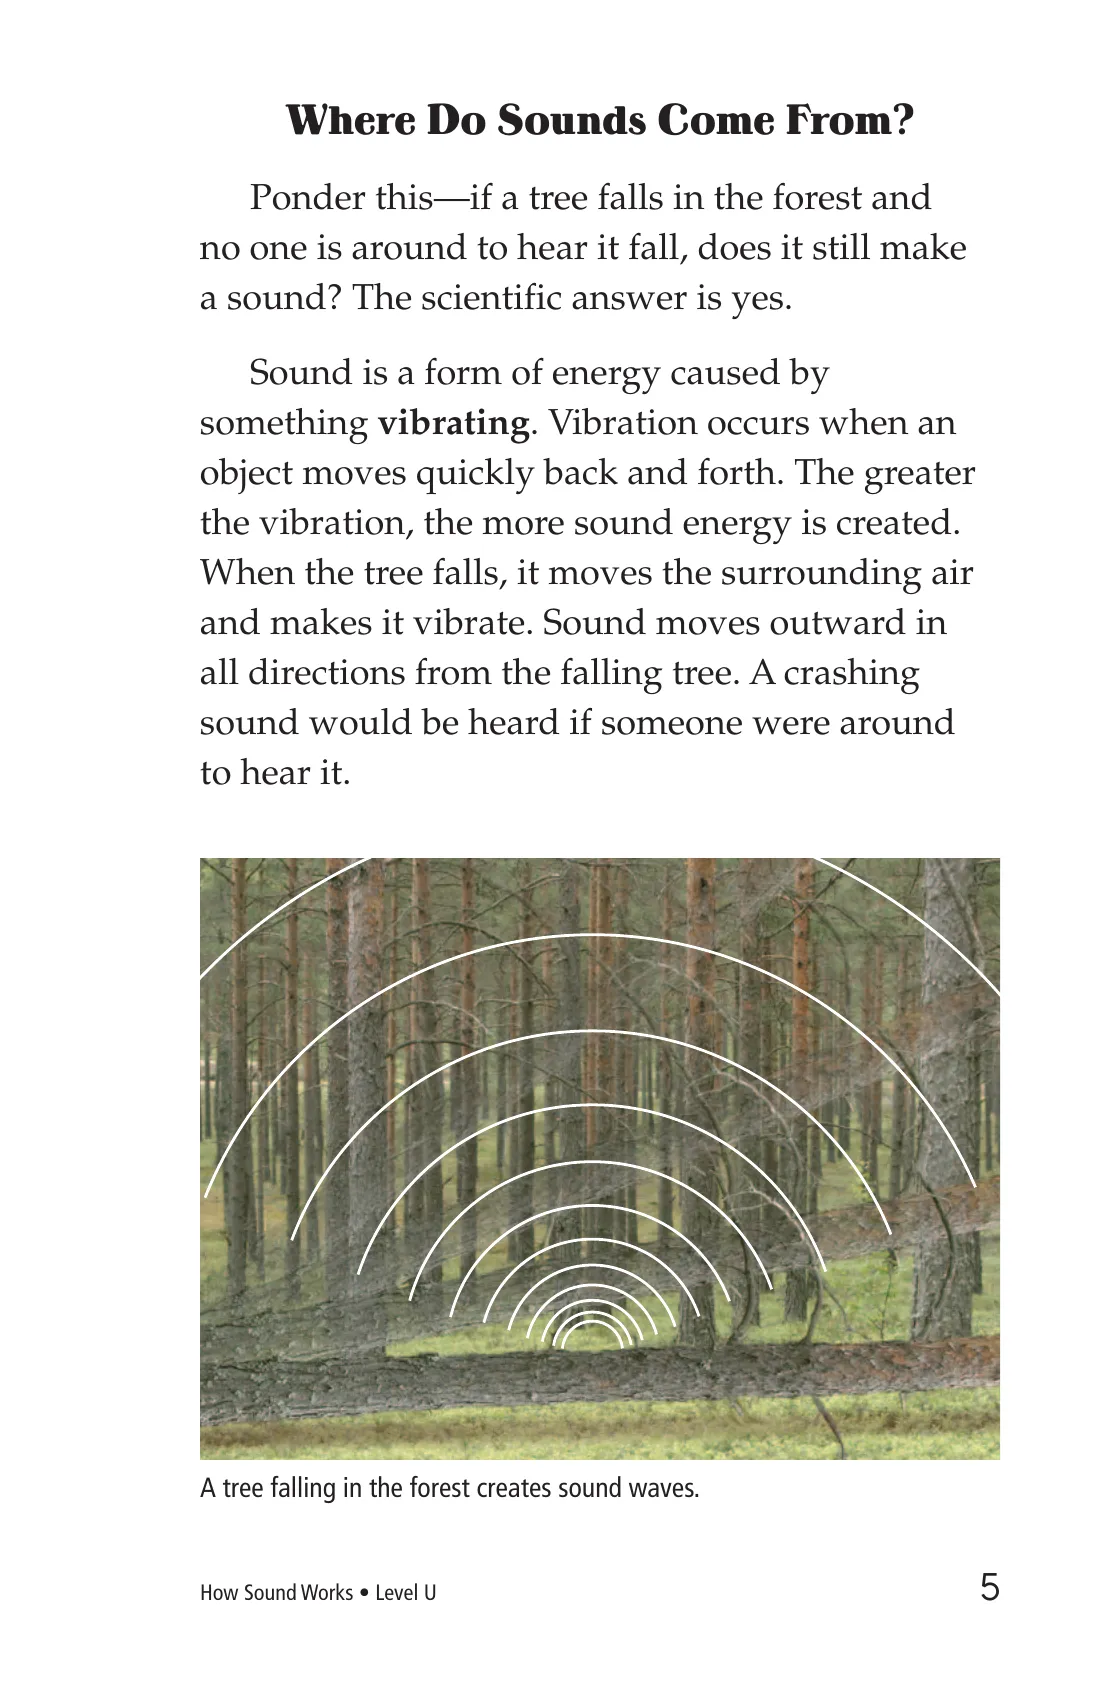 Where Do Sounds Come From?
Ponder this—if a tree falls in the forest and
no one is around to hear it fall, does it still make
a sound? The scientific answer is yes.
Sound is a form of energy caused by
something vibrating. Vibration occurs when an
object moves quickly back and forth. The greater
the vibration, the more sound energy is created.
When the tree falls, it moves the surrounding air
and makes it vibrate. Sound moves outward in
all directions from the falling tree. A crashing
sound would be heard if someone were around
to hear it.
A tree falling in the forest creates sound waves.
How Sound Works • Level U
5